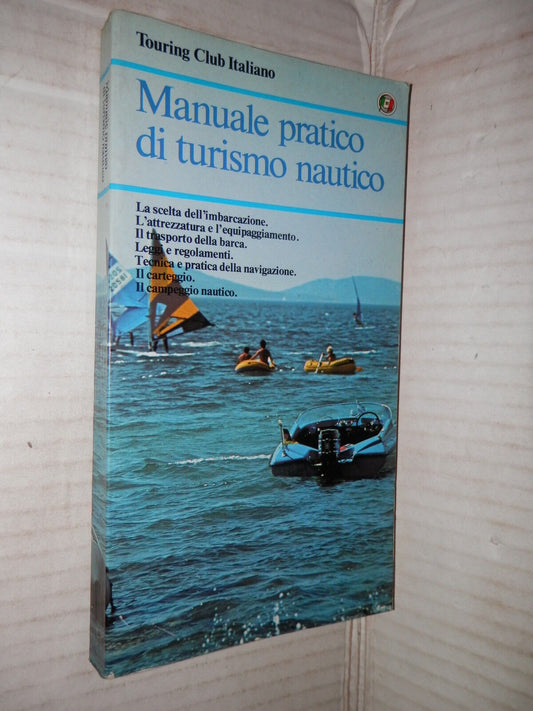 Touring Club Italiano
Manuale pratico
di turismo nautico
La scelta dell'imbarcazione.
L'attrezzatura e l'equipaggiamento.
Il trasporto della barca.
Leggi e regolamenti.
Tecnica e pratica della navigazione.
Il carteggio.
Il campeggio nautico.